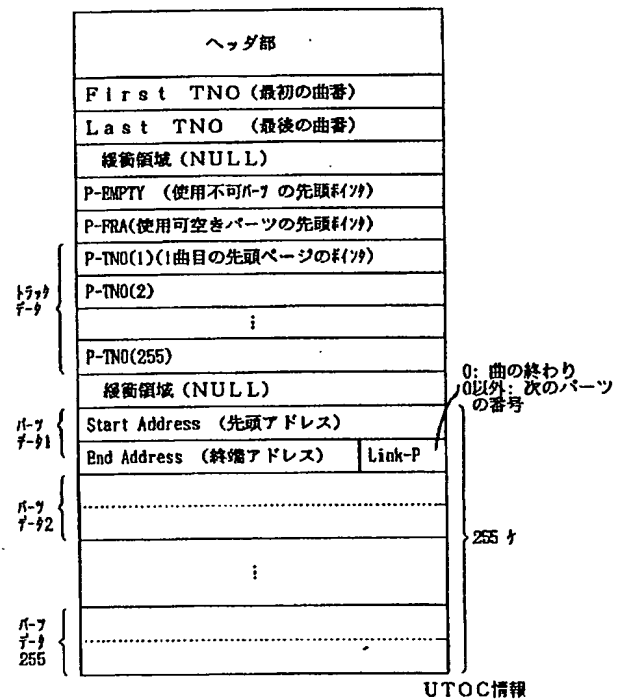 ヘッダ部
First TNO (最初の曲番)
Last TNO (最後の曲番)
緩衝領域 (NULL)
P-EMPTY (使用不可パーツ の先頭ポインタ)
P-FRA(使用可空きパーツの先頭ポインタ)
P-TNO(1)(1曲目の先頭ページのポインタ)
トラック
データ
P-TNO(2)
⋮
P-TNO(255)
緩衝領域 (NULL)
0: 曲の終わり
0以外: 次のパーツ
の番号
パーツ
データ1
Start Address (先頭アドレス)
End Address (終端アドレス)
Link-P
パーツ
データ2
255 ケ
⋮
パーツ
データ
255
UTOC情報